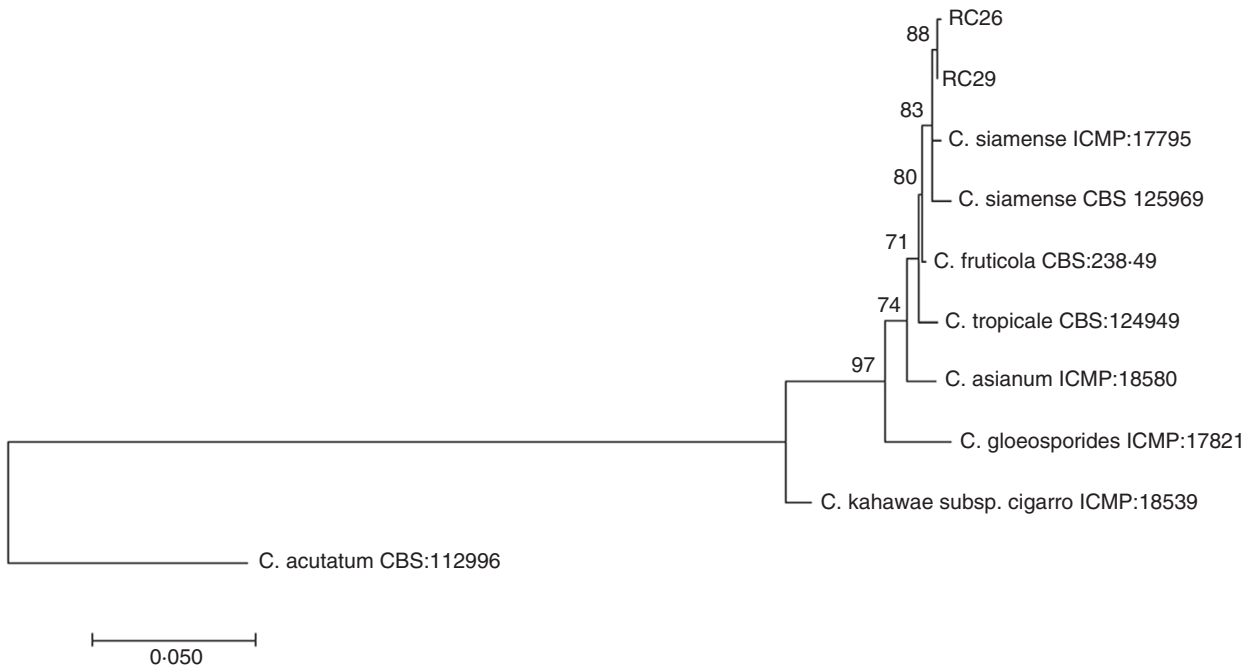 RC26
88
RC29
83
C. siamense ICMP:17795
80
C. siamense CBS 125969
71
C. fruticola CBS:238·49
74
C. tropicale CBS:124949
97
C. asianum ICMP:18580
C. gloeosporides ICMP:17821
C. kahawae subsp. cigarro ICMP:18539
C. acutatum CBS:112996
0·050